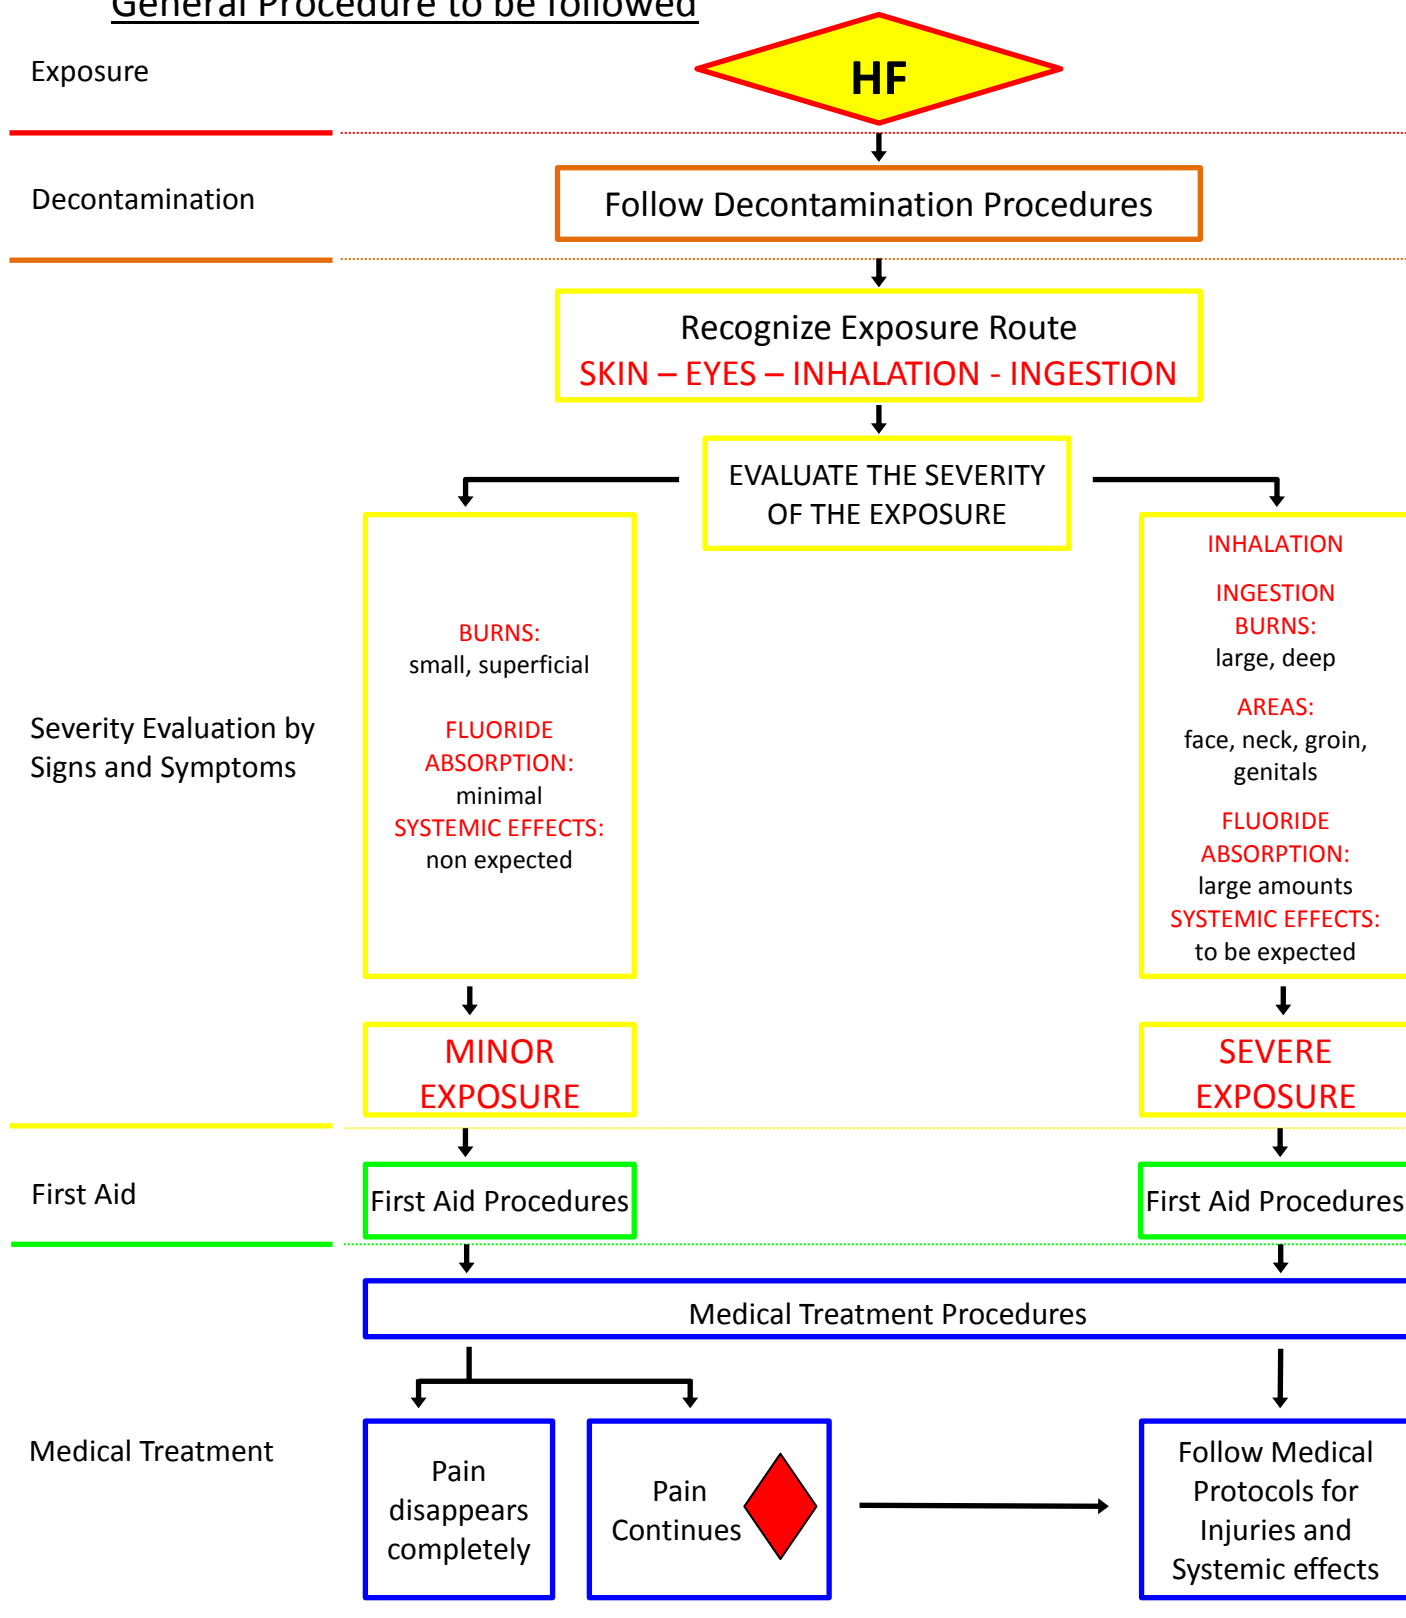 General Procedure to be followed
Exposure
HF
Decontamination
Follow Decontamination Procedures
Recognize Exposure Route
SKIN – EYES – INHALATION - INGESTION
EVALUATE THE SEVERITY
OF THE EXPOSURE
Severity Evaluation by
Signs and Symptoms
BURNS:
small, superficial
FLUORIDE
ABSORPTION:
minimal
SYSTEMIC EFFECTS:
non expected
INHALATION
INGESTION
BURNS:
large, deep
AREAS:
face, neck, groin,
genitals
FLUORIDE
ABSORPTION:
large amounts
SYSTEMIC EFFECTS:
to be expected
MINOR
EXPOSURE
SEVERE
EXPOSURE
First Aid
First Aid Procedures
First Aid Procedures
Medical Treatment Procedures
Medical Treatment
Pain
disappears
completely
Pain
Continues
Follow Medical
Protocols for
Injuries and
Systemic effects